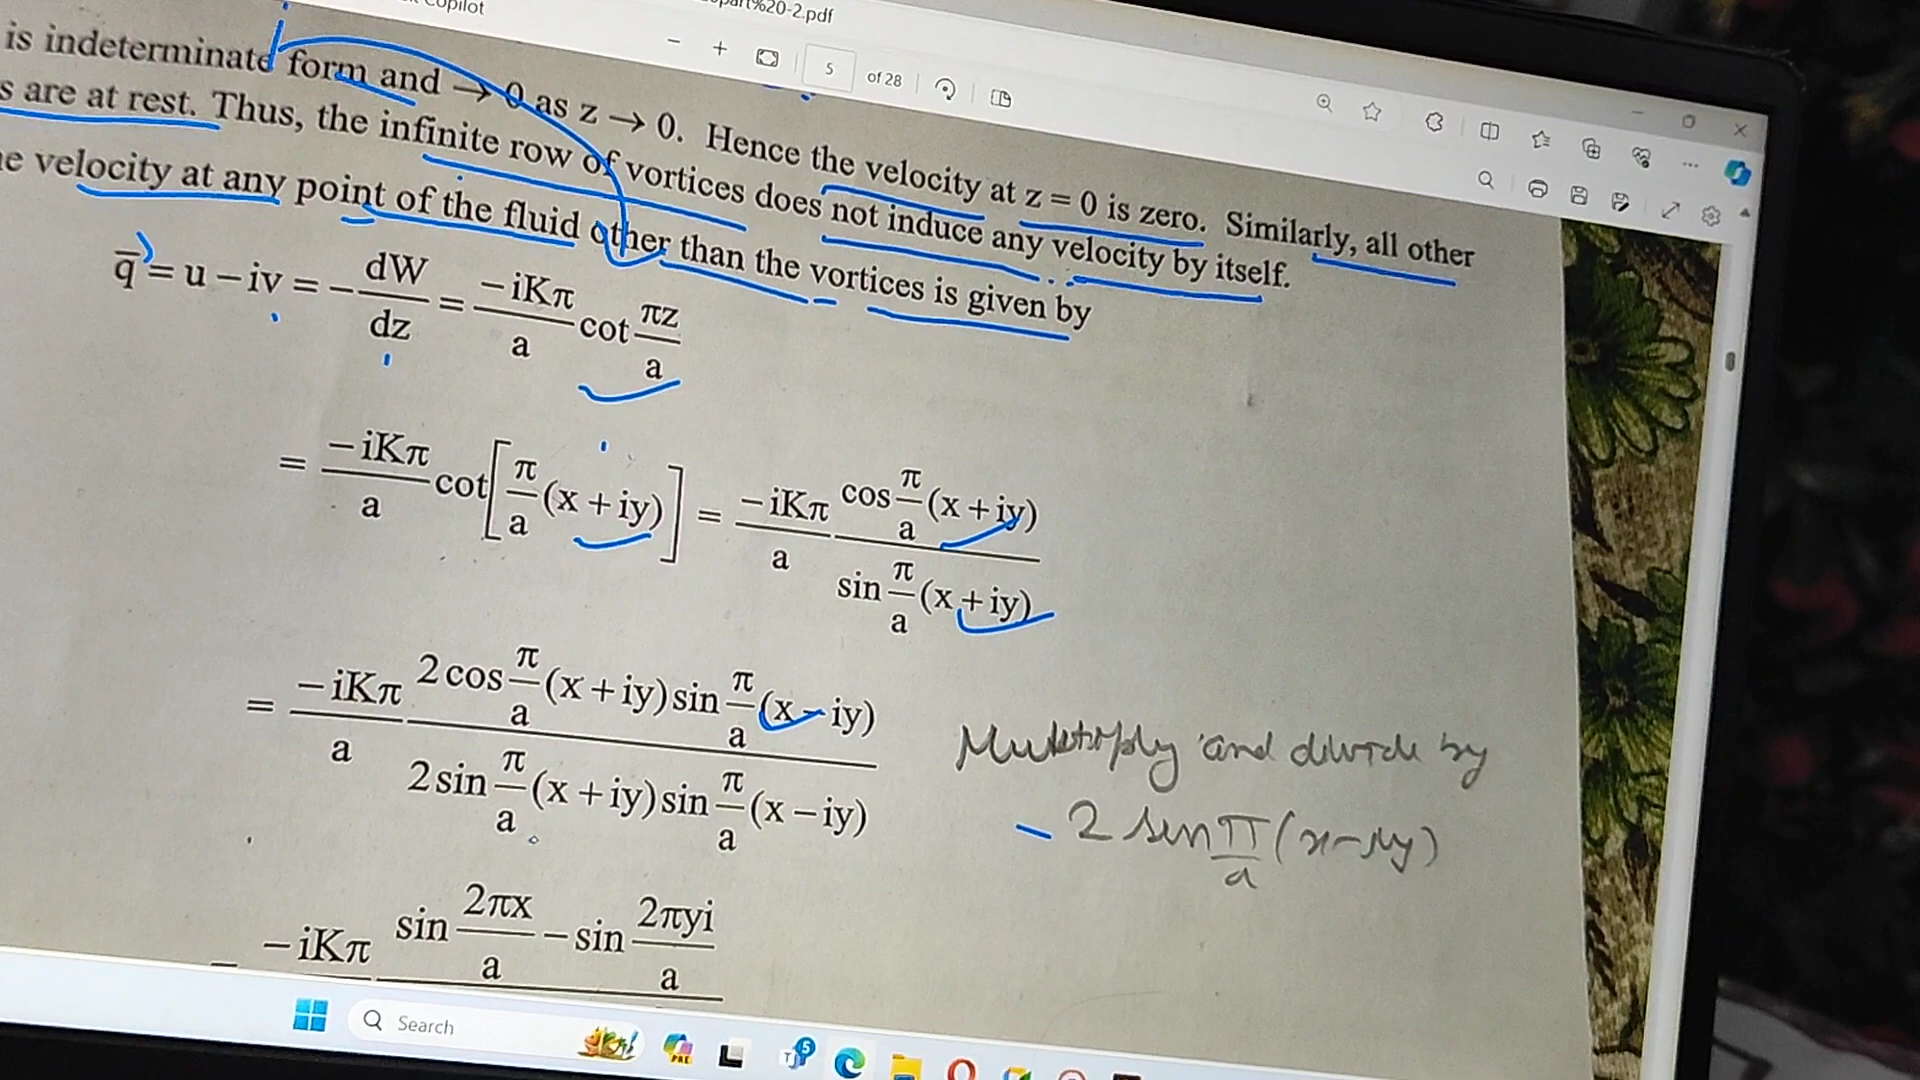 Copilot
part%20-2.pdf
− + 5 of 28
is indeterminate form and → 0 as z → 0. Hence the velocity at z = 0 is zero. Similarly, all other
s are at rest. Thus, the infinite row of vortices does not induce any velocity by itself.
e velocity at any point of the fluid other than the vortices is given by
q̅ = u − iv = −dW/dz = −iKπ/a cot πz/a
= −iKπ/a cot[π/a (x + iy)] = −iKπ/a cos π/a (x + iy) / sin π/a (x + iy)
= −iKπ/a 2 cos π/a (x + iy) sin π/a (x − iy) / 2 sin π/a (x + iy) sin π/a (x − iy)
Multiply and divide by
2 sin π/a (x − iy)
−iKπ sin 2πx/a − sin 2πyi/a
Search
PRE
5